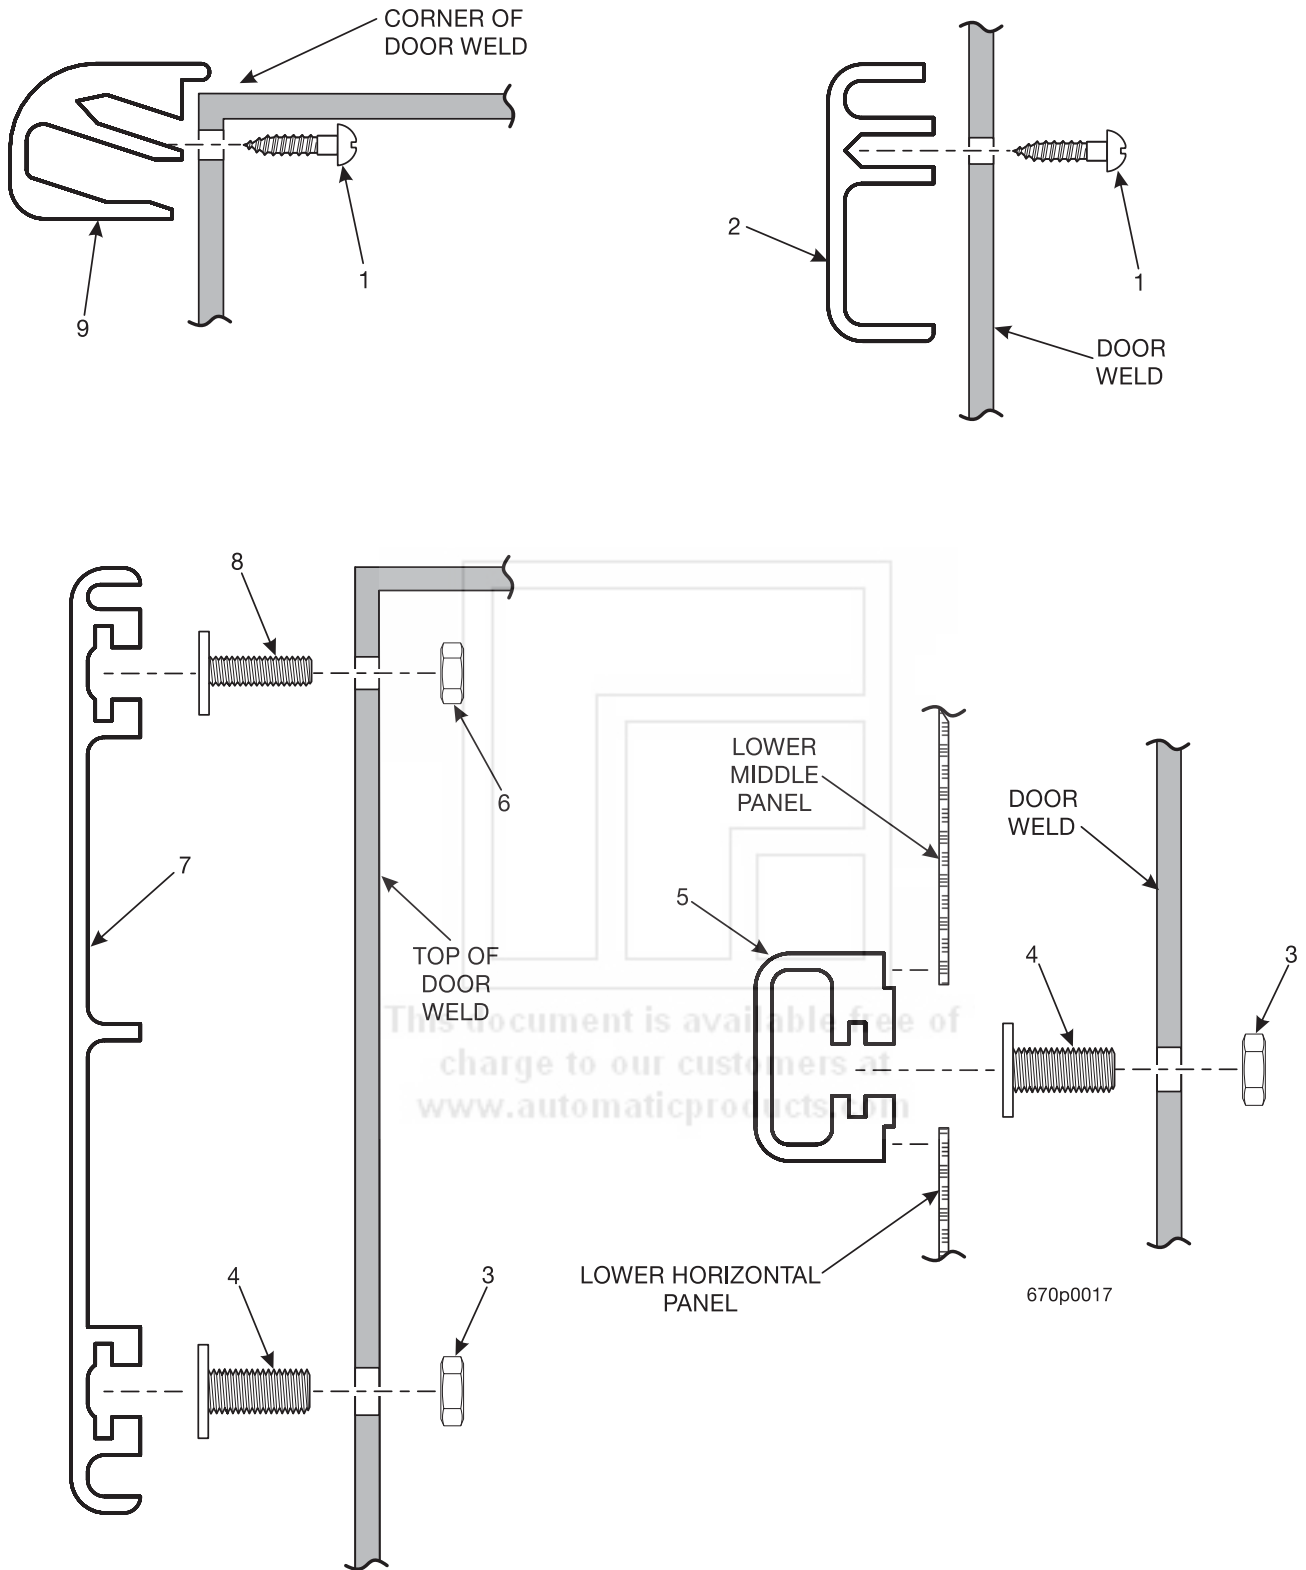 CORNER OF
DOOR WELD
1
9
2
1
DOOR
WELD
8
6
7
TOP OF
DOOR
WELD
LOWER
MIDDLE
PANEL
DOOR
WELD
5
4
3
This document is available free of
charge to our customers at
www.automaticproducts.com
4
3
LOWER HORIZONTAL
PANEL
670p0017